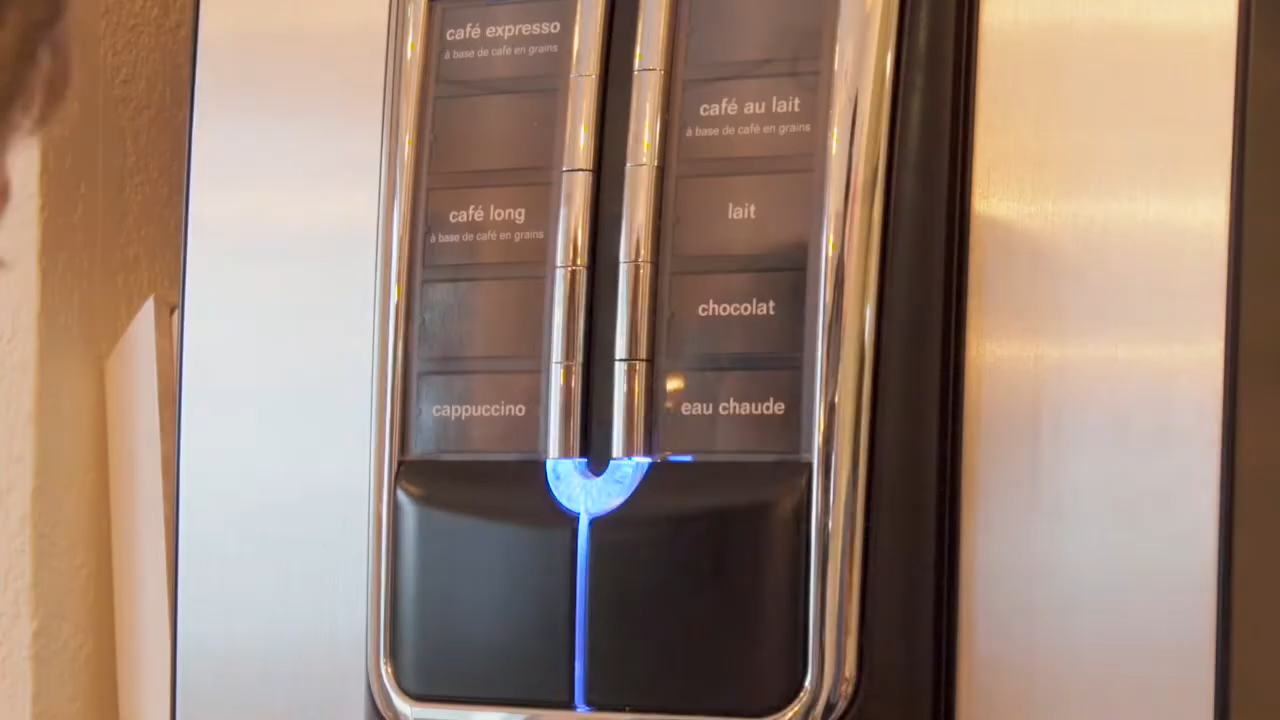 café expresso
à base de café en grains
café long
à base de café en grains
cappuccino
café au lait
à base de café en grains
lait
chocolat
eau chaude